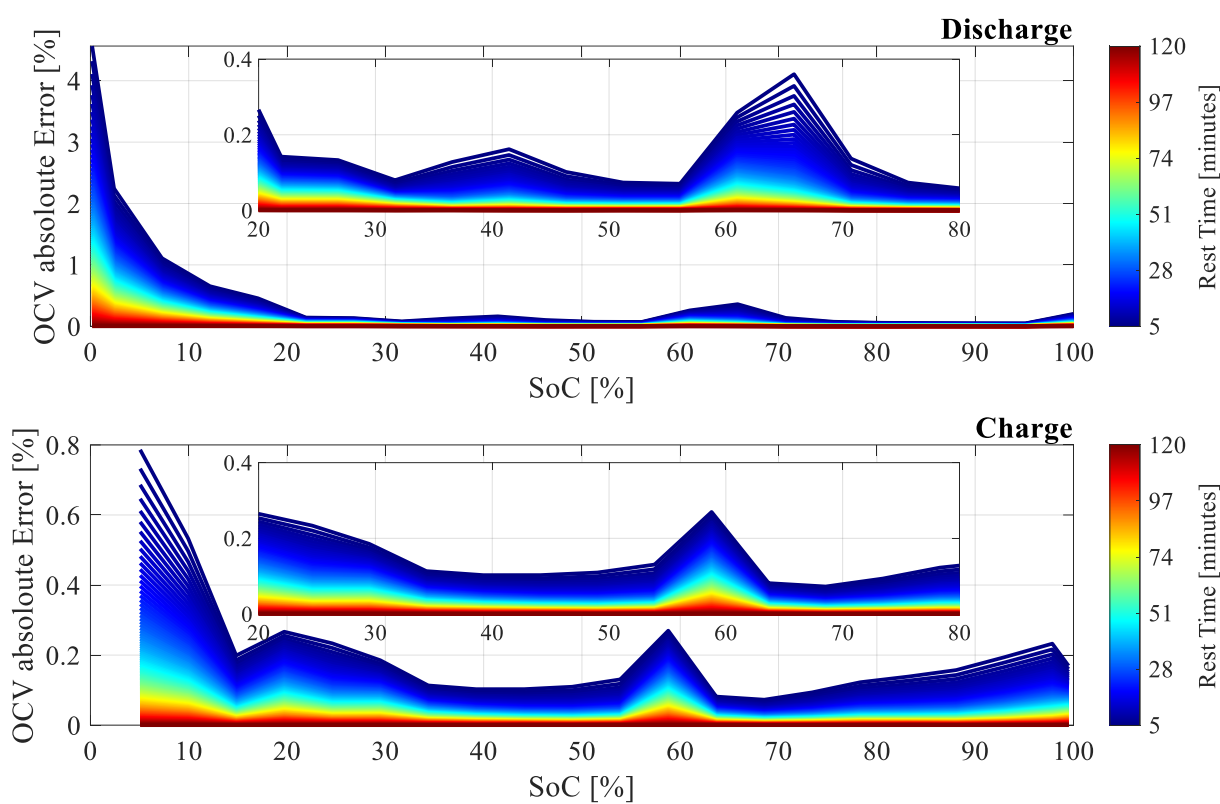 Discharge
OCV absoloute Error [%]
4
3
2
1
0
0.4
0.2
0
20 30 40 50 60 70 80
0 10 20 30 40 50 60 70 80 90 100
SoC [%]
120
97
74
51
28
5
Rest Time [minutes]
Charge
OCV absoloute Error [%]
0.8
0.6
0.4
0.2
0
0.4
0.2
0
20 30 40 50 60 70 80
0 10 20 30 40 50 60 70 80 90 100
SoC [%]
120
97
74
51
28
5
Rest Time [minutes]